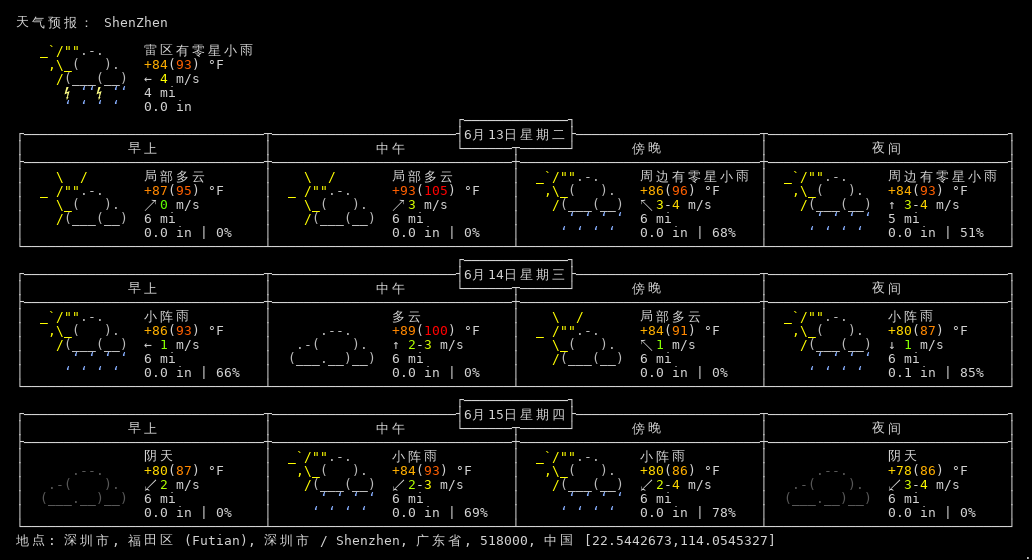 天气预报： ShenZhen
雷区有零星小雨
+84(93) °F
← 4 m/s
4 mi
0.0 in
6月13日星期二
早上 中午 傍晚 夜间
局部多云 局部多云 周边有零星小雨 周边有零星小雨
+87(95) °F +93(105) °F +86(96) °F +84(93) °F
↗0 m/s ↗3 m/s ↖3-4 m/s ↑ 3-4 m/s
6 mi 6 mi 6 mi 5 mi
0.0 in | 0% 0.0 in | 0% 0.0 in | 68% 0.0 in | 51%
6月14日星期三
早上 中午 傍晚 夜间
小阵雨 多云 局部多云 小阵雨
+86(93) °F +89(100) °F +84(91) °F +80(87) °F
← 1 m/s ↑ 2-3 m/s ↖1 m/s ↓ 1 m/s
6 mi 6 mi 6 mi 6 mi
0.0 in | 66% 0.0 in | 0% 0.0 in | 0% 0.1 in | 85%
6月15日星期四
早上 中午 傍晚 夜间
阴天 小阵雨 小阵雨 阴天
+80(87) °F +84(93) °F +80(86) °F +78(86) °F
↙2 m/s ↙2-3 m/s ↙2-4 m/s ↙3-4 m/s
6 mi 6 mi 6 mi 6 mi
0.0 in | 0% 0.0 in | 69% 0.0 in | 78% 0.0 in | 0%
地点: 深圳市, 福田区 (Futian), 深圳市 / Shenzhen, 广东省, 518000, 中国 [22.5442673,114.0545327]